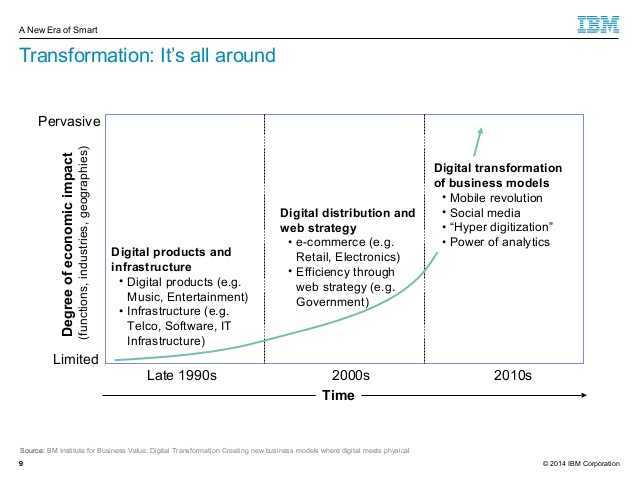 A New Era of Smart
IBM
Transformation: It's all around
Pervasive
Degree of economic impact
(functions, industries, geographies)
Limited
Digital products and
infrastructure
• Digital products (e.g.
Music, Entertainment)
• Infrastructure (e.g.
Telco, Software, IT
Infrastructure)
Digital distribution and
web strategy
• e-commerce (e.g.
Retail, Electronics)
• Efficiency through
web strategy (e.g.
Government)
Digital transformation
of business models
• Mobile revolution
• Social media
• “Hyper digitization”
• Power of analytics
Late 1990s
2000s
2010s
Time
Source: BM Institute for Business Value: Digital Transformation Creating new business models where digital meets physical
9
© 2014 IBM Corporation